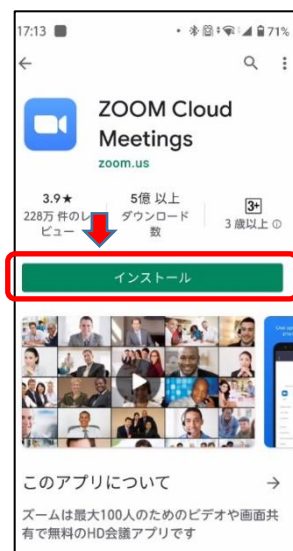 17:13
71%
ZOOM Cloud
Meetings
zoom.us
3.9★
5億 以上
3+
228万 件のレ
ビュー
ダウンロード
数
3 歳以上
インストール
このアプリについて
ズームは最大100人のためのビデオや画面共
有で無料のHD会議アプリです